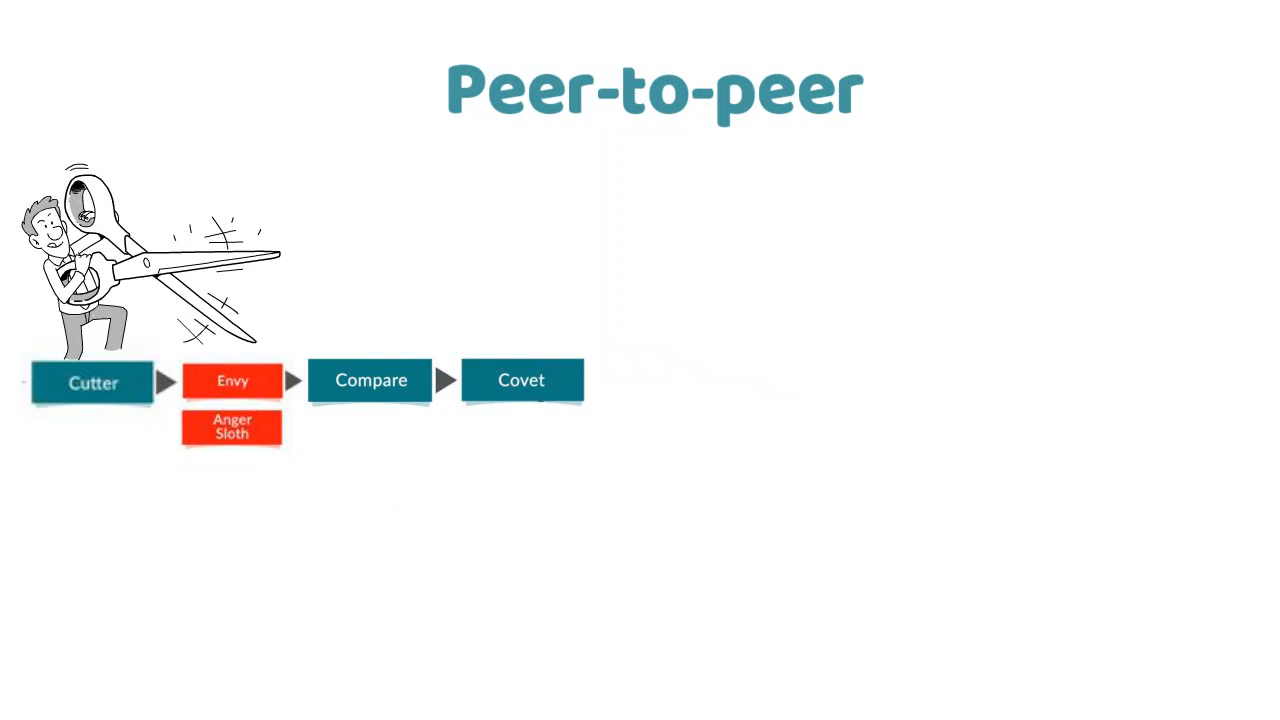 Peer-to-peer
Cutter
Envy
Compare
Covet
Anger
Sloth